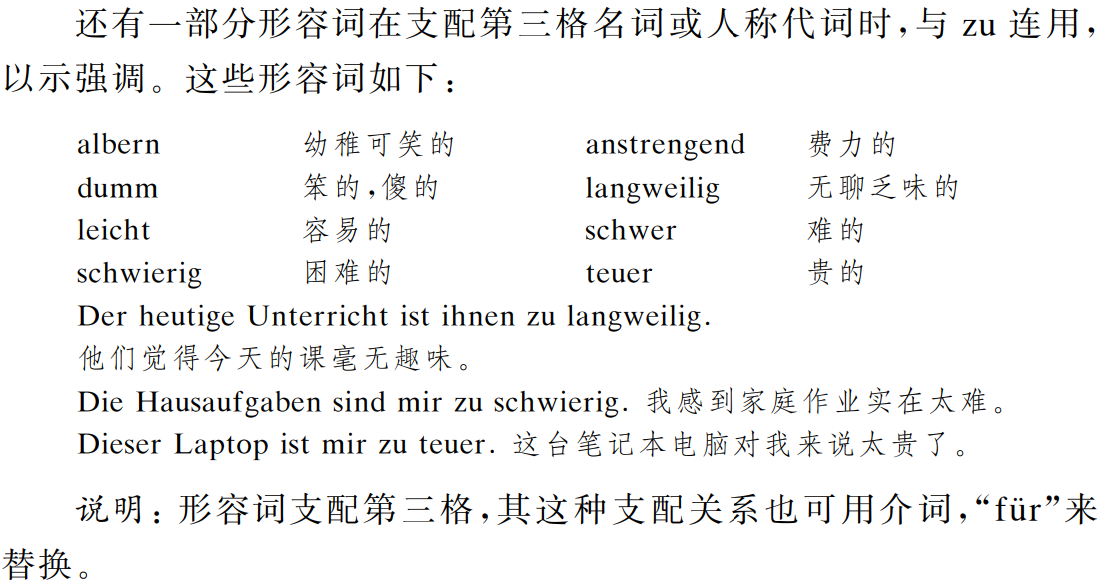 还有一部分形容词在支配第三格名词或人称代词时,与 zu 连用,
以示强调。这些形容词如下:
albern 幼稚可笑的 anstrengend 费力的
dumm 笨的,傻的 langweilig 无聊乏味的
leicht 容易的 schwer 难的
schwierig 困难的 teuer 贵的
Der heutige Unterricht ist ihnen zu langweilig.
他们觉得今天的课毫无趣味。
Die Hausaufgaben sind mir zu schwierig. 我感到家庭作业实在太难。
Dieser Laptop ist mir zu teuer. 这台笔记本电脑对我来说太贵了。
说明:形容词支配第三格,其这种支配关系也可用介词,“für”来
替换。